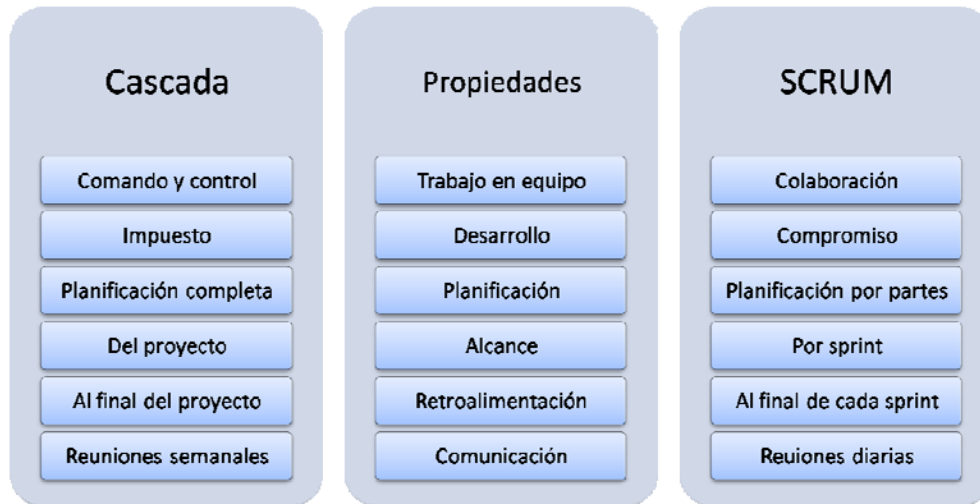 Cascada
Comando y control
Impuesto
Planificación completa
Del proyecto
Al final del proyecto
Reuniones semanales
Propiedades
Trabajo en equipo
Desarrollo
Planificación
Alcance
Retroalimentación
Comunicación
SCRUM
Colaboración
Compromiso
Planificación por partes
Por sprint
Al final de cada sprint
Reuiones diarias